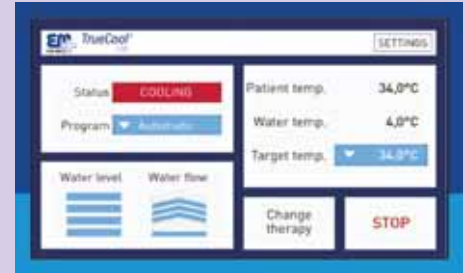 EM TrueCool
SETTINGS
Status COOLING
Program Automatic
Patient temp. 34,0°C
Water temp. 4,0°C
Target temp. 34.0°C
Water level Water flow
Change
therapy
STOP